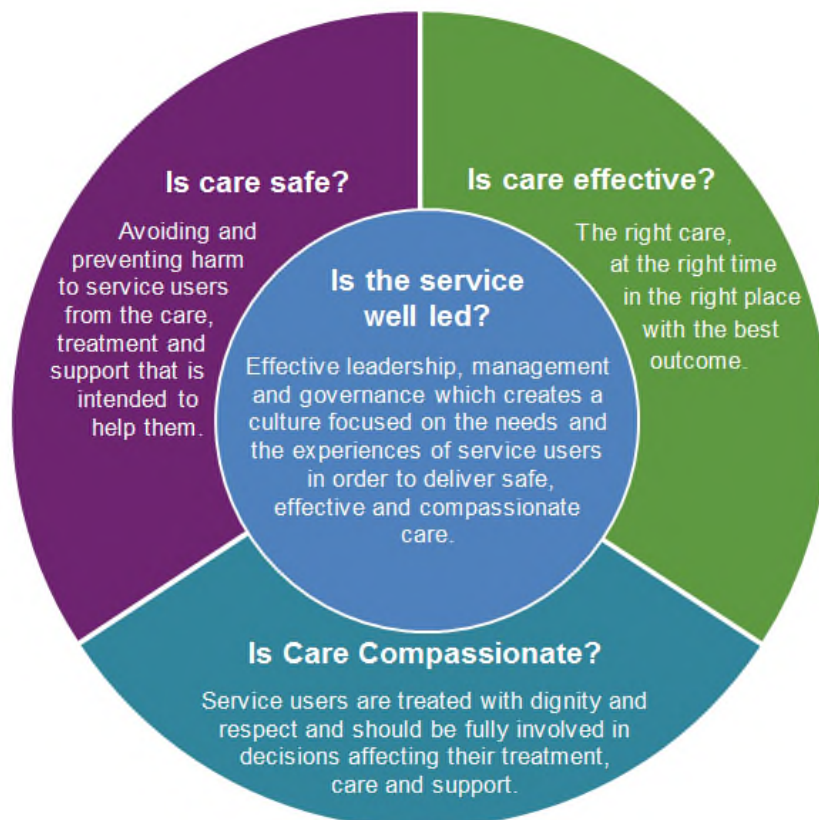 Is care safe?
Avoiding and
preventing harm
to service users
from the care,
treatment and
support that is
intended to
help them.
Is care effective?
The right care,
at the right time
in the right place
with the best
outcome.
Is the service
well led?
Effective leadership, management
and governance which creates a
culture focused on the needs and
the experiences of service users
in order to deliver safe,
effective and compassionate
care.
Is Care Compassionate?
Service users are treated with dignity and
respect and should be fully involved in
decisions affecting their treatment,
care and support.